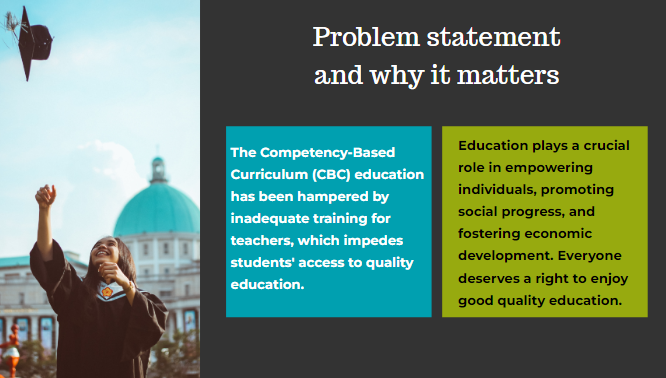 Problem statement
and why it matters
The Competency-Based
Curriculum (CBC) education
has been hampered by
inadequate training for
teachers, which impedes
students' access to quality
education.
Education plays a crucial
role in empowering
individuals, promoting
social progress, and
fostering economic
development. Everyone
deserves a right to enjoy
good quality education.